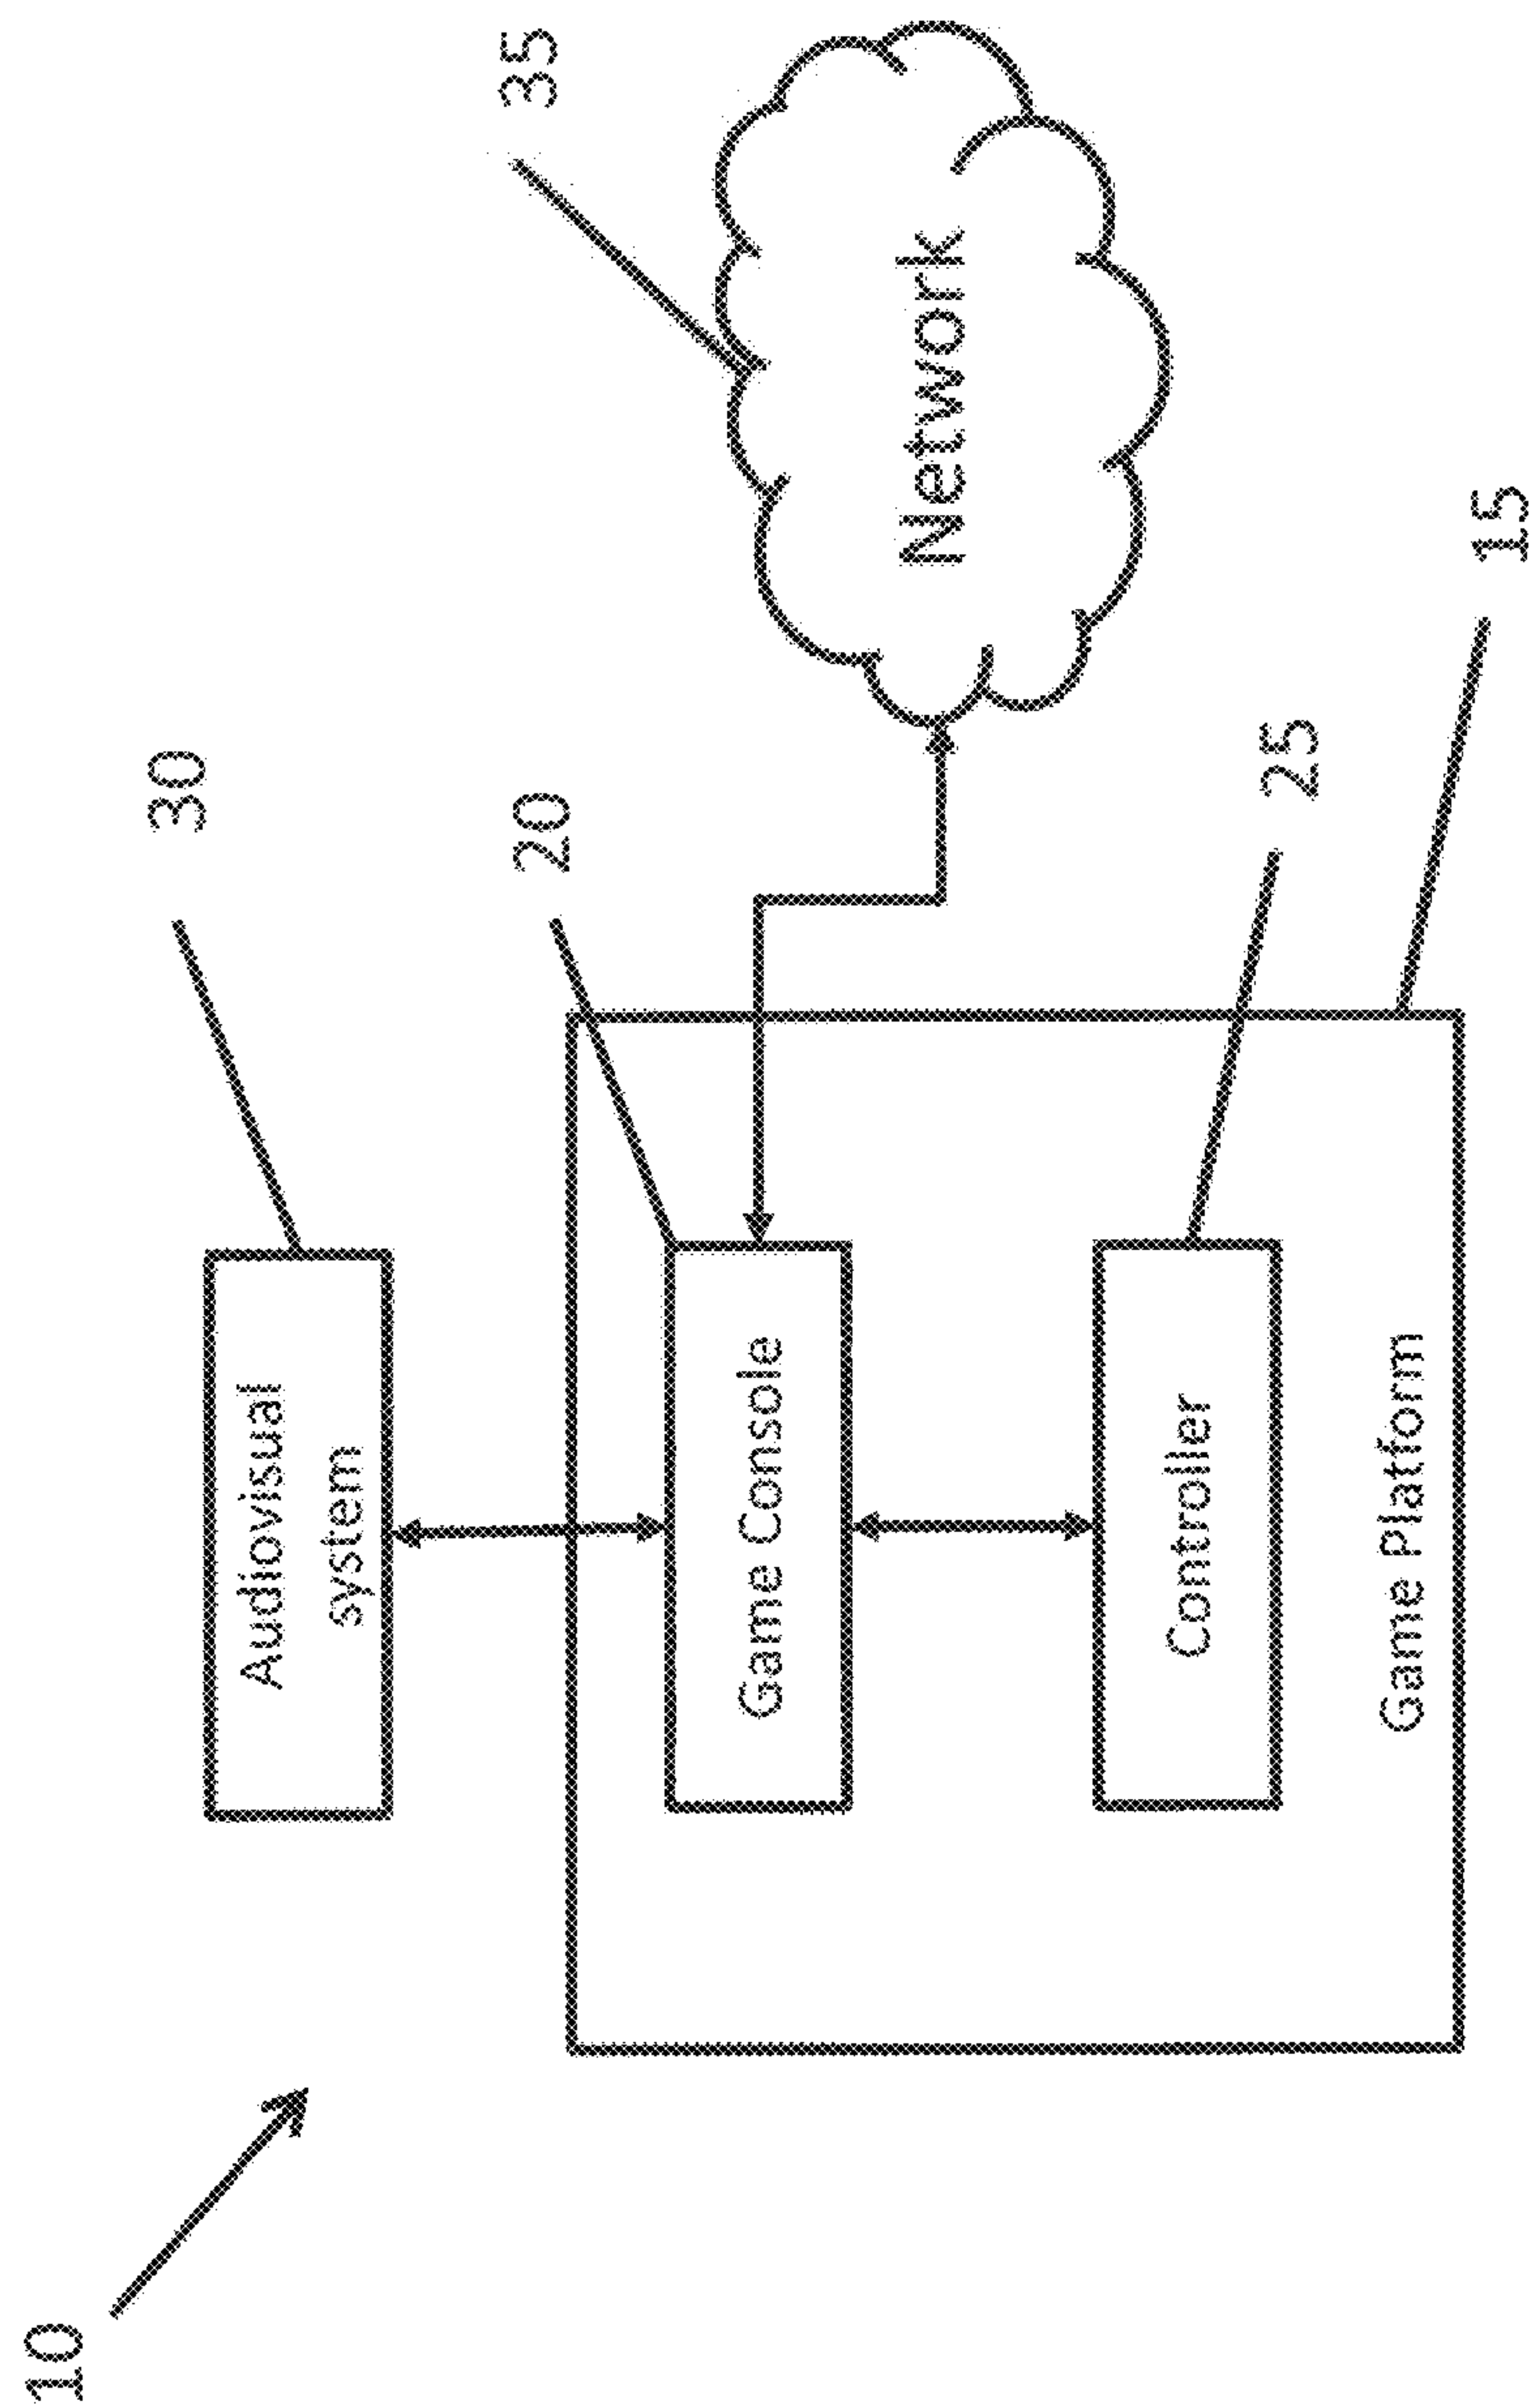 10
30
Audiovisual
system
20
35
Game Console
Network
Controller
25
Game Platform
15